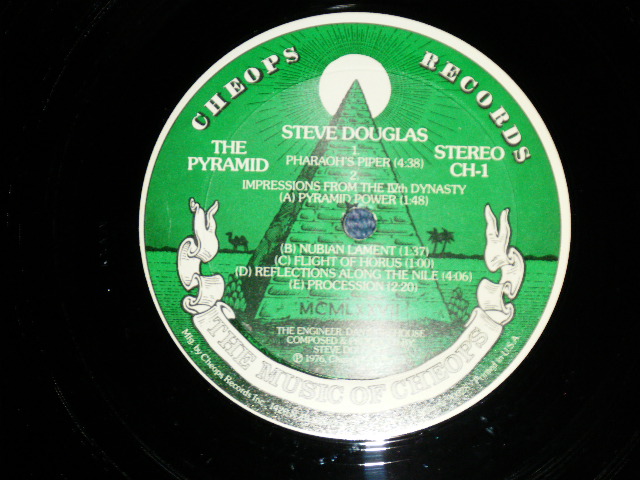 CHEOPS RECORDS
THE PYRAMID
STEREO
CH-1
STEVE DOUGLAS
1.
PHARAOH'S PIPER (4:38)
2.
IMPRESSIONS FROM THE IVth DYNASTY
(A) PYRAMID POWER (1:48)
(B) NUBIAN LAMENT (1:37)
(C) FLIGHT OF HORUS (1:00)
(D) REFLECTIONS ALONG THE NILE (4:06)
(E) PROCESSION (2:20)
THE ENGINEER:
COMPOSED &
STEVE
℗ 1976,
THE MUSIC OF CHEOPS
Mfg. by Cheops Records Inc.,
Printed in U.S.A.